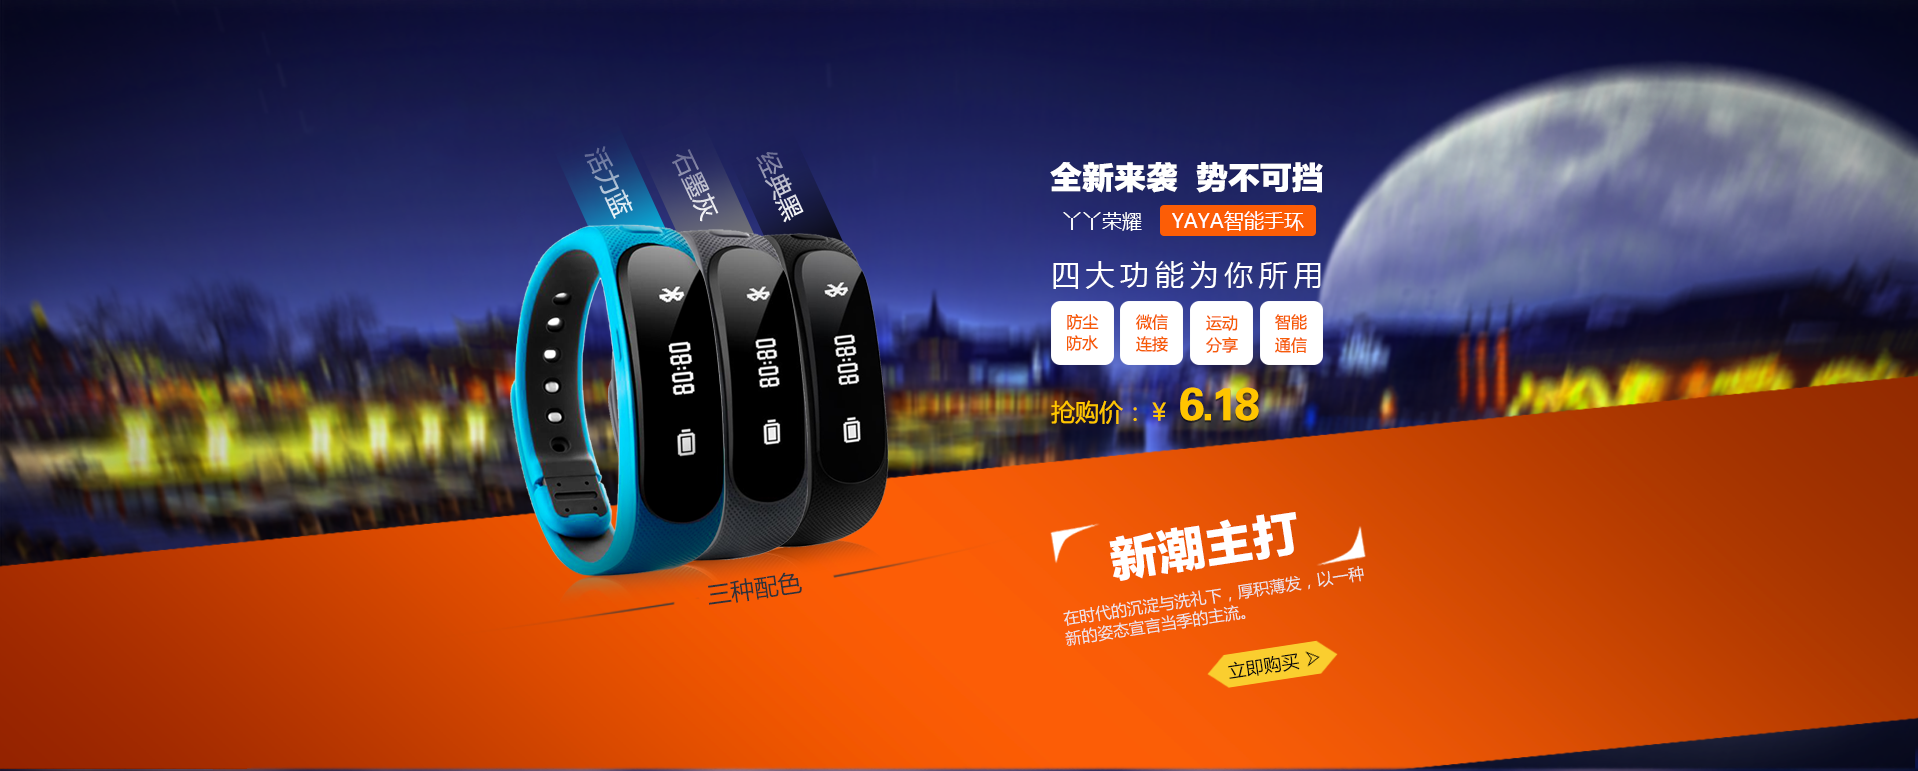 活力蓝
石墨灰
经典黑
08:08
08:08
08:08
三种配色
全新来袭 势不可挡
丫丫荣耀 YAYA智能手环
四大功能为你所用
防尘
防水
微信
连接
运动
分享
智能
通信
抢购价：¥ 6.18
新潮主打
在时代的沉淀与洗礼下，厚积薄发，以一种
新的姿态宣言当季的主流。
立即购买